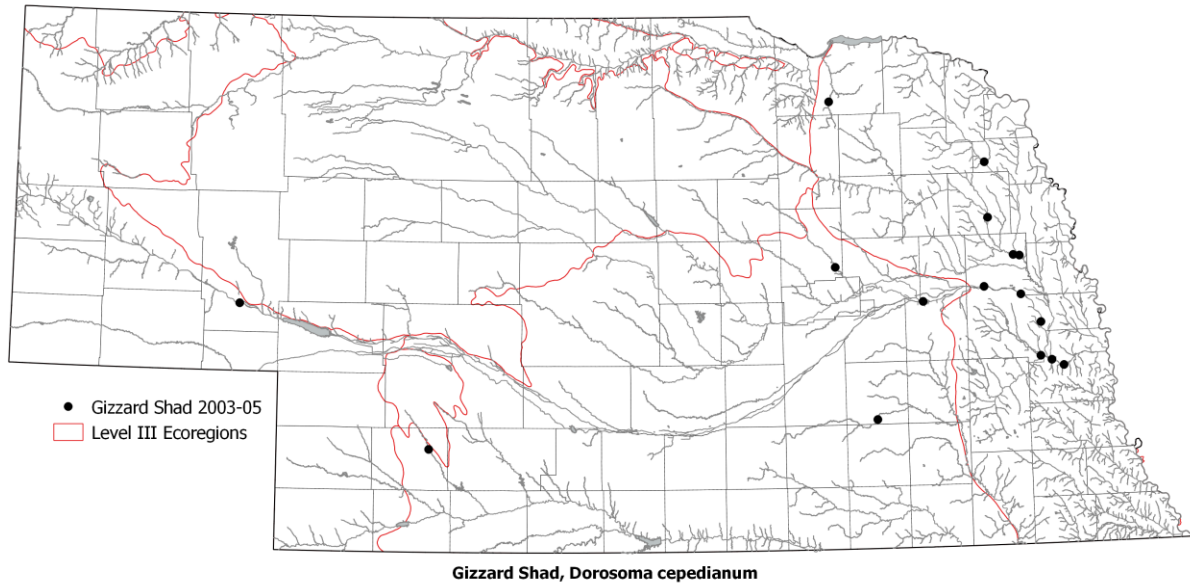 Gizzard Shad 2003-05
Level III Ecoregions
Gizzard Shad, Dorosoma cepedianum